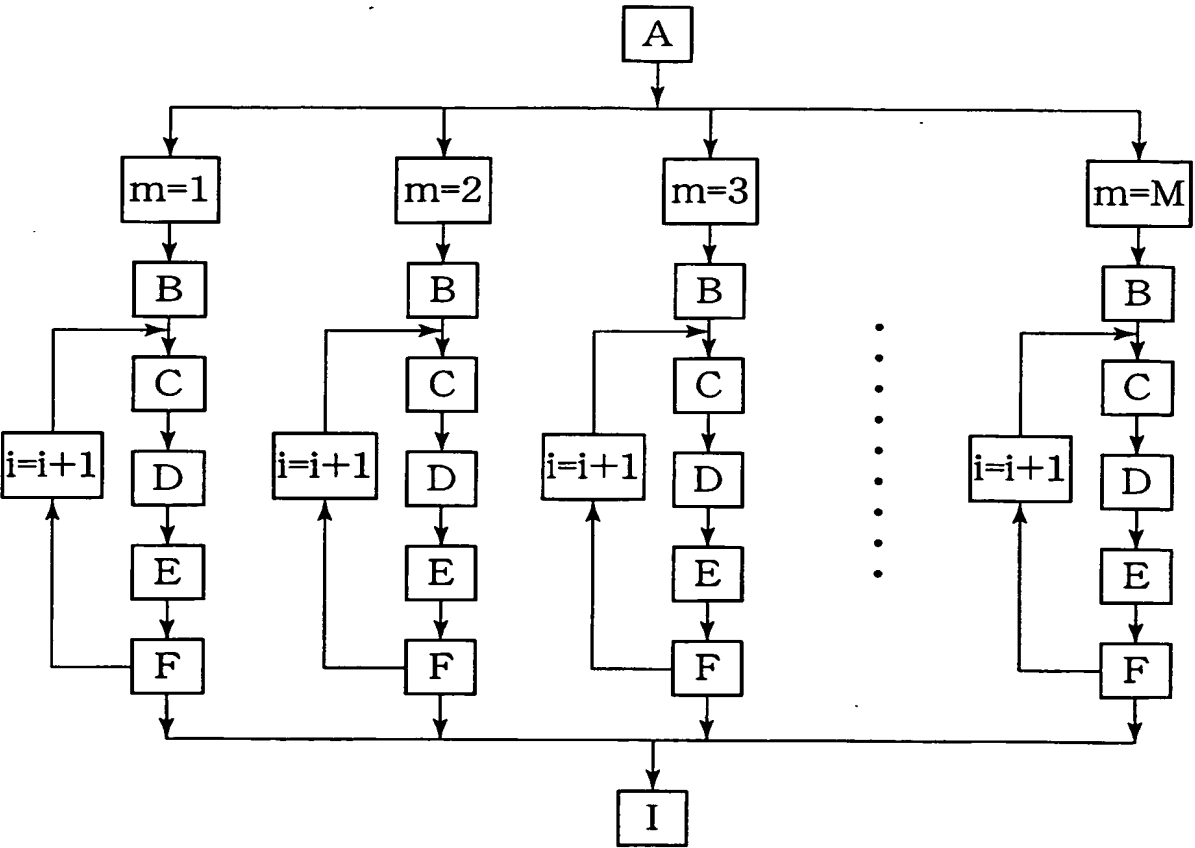 A
m=1 m=2 m=3 m=M
B B B B
C C C C
i=i+1 D i=i+1 D i=i+1 D i=i+1 D
E E E E
F F F F
I